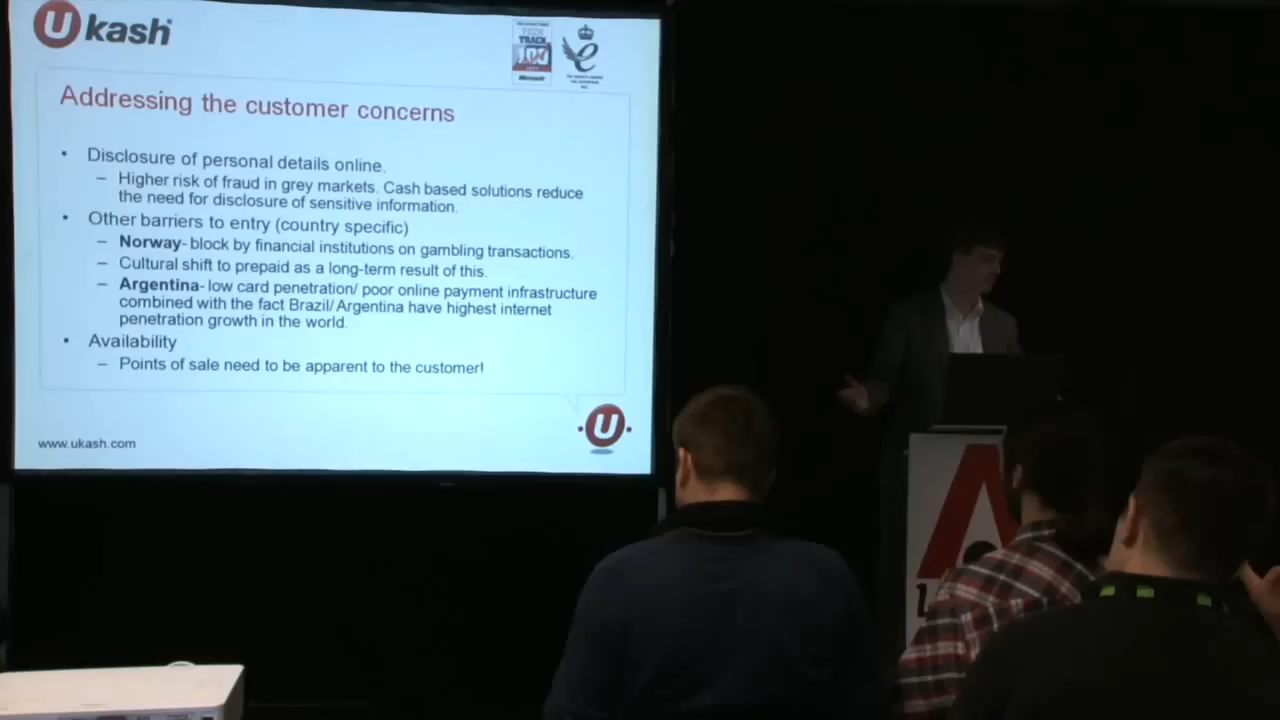 Ukash
TRACK
100
Microsoft
Addressing the customer concerns
• Disclosure of personal details online.
– Higher risk of fraud in grey markets. Cash based solutions reduce
the need for disclosure of sensitive information.
• Other barriers to entry (country specific)
– Norway- block by financial institutions on gambling transactions.
– Cultural shift to prepaid as a long-term result of this.
– Argentina- low card penetration/ poor online payment infrastructure
combined with the fact Brazil/ Argentina have highest internet
penetration growth in the world.
• Availability
– Points of sale need to be apparent to the customer!
www.ukash.com
U